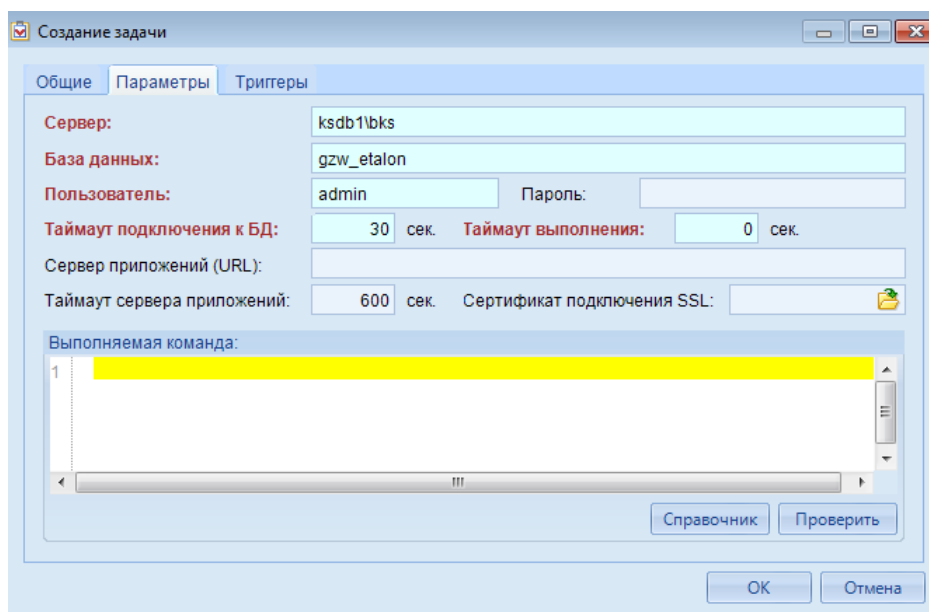 Создание задачи
Общие Параметры Триггеры
Сервер: ksdb1\bks
База данных: gzw_etalon
Пользователь: admin Пароль:
Таймаут подключения к БД: 30 сек. Таймаут выполнения: 0 сек.
Сервер приложений (URL):
Таймаут сервера приложений: 600 сек. Сертификат подключения SSL:
Выполняемая команда:
1
Справочник Проверить
OK Отмена